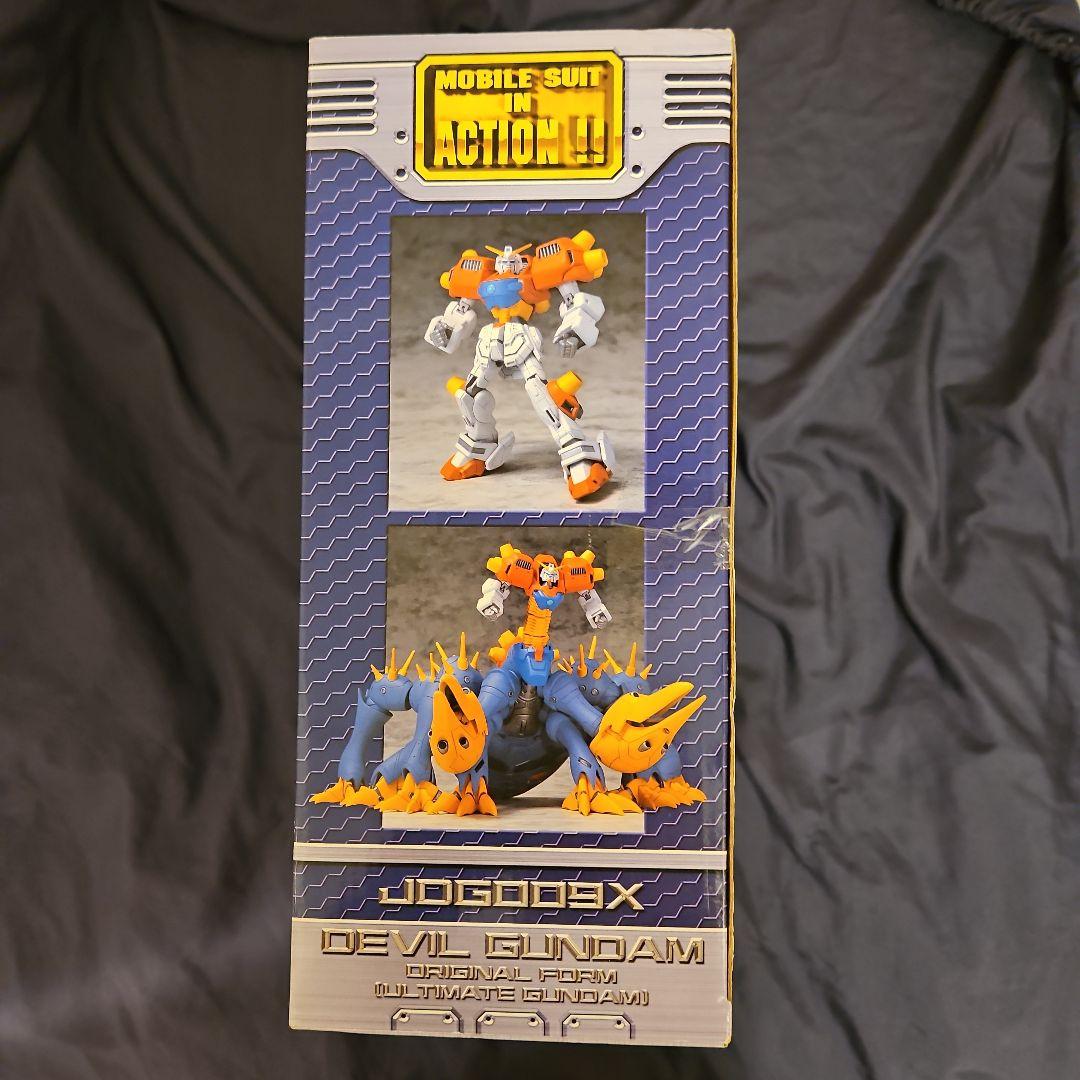 MOBILE SUIT
IN
ACTION !!
JDG009X
DEVIL GUNDAM
ORIGINAL FORM
(ULTIMATE GUNDAM)